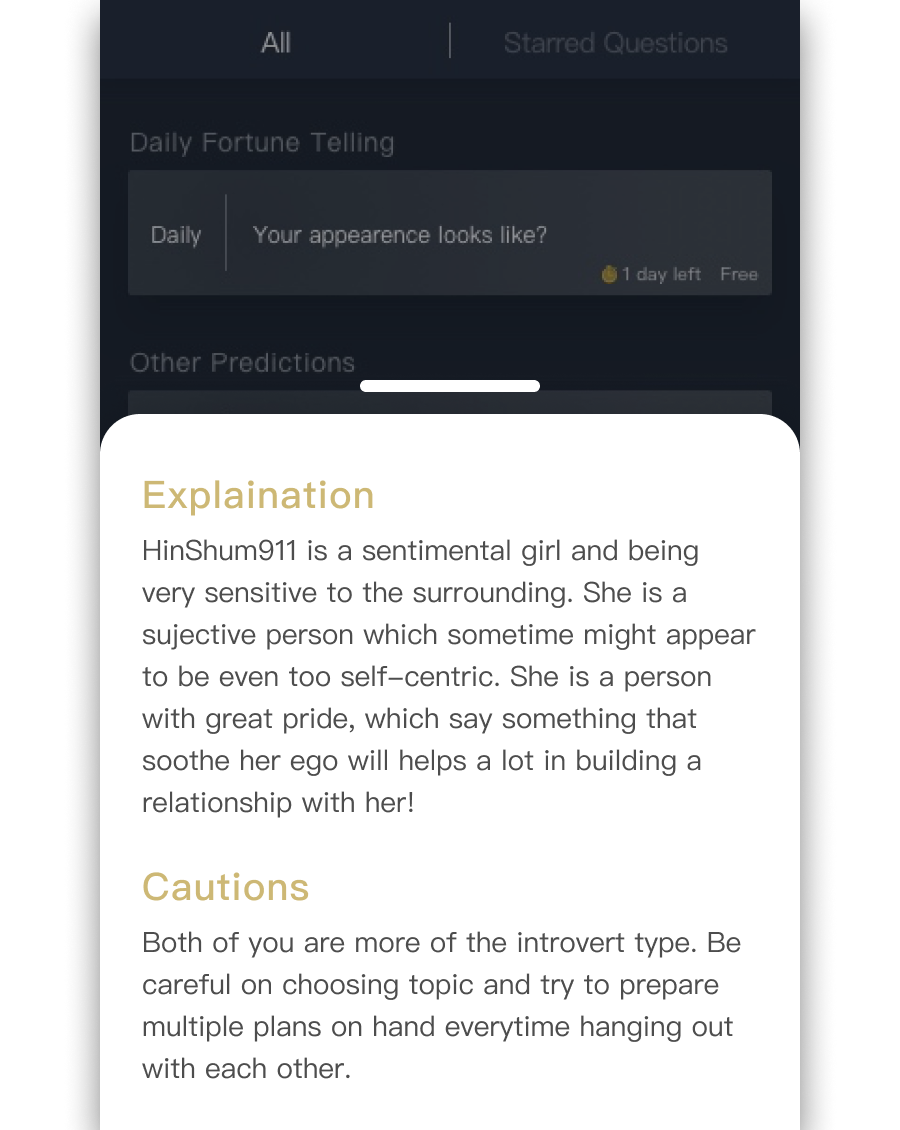 All
Starred Questions
Daily Fortune Telling
Daily
Your appearence looks like?
1 day left Free
Other Predictions
Explaination
HinShum911 is a sentimental girl and being
very sensitive to the surrounding. She is a
sujective person which sometime might appear
to be even too self-centric. She is a person
with great pride, which say something that
soothe her ego will helps a lot in building a
relationship with her!
Cautions
Both of you are more of the introvert type. Be
careful on choosing topic and try to prepare
multiple plans on hand everytime hanging out
with each other.